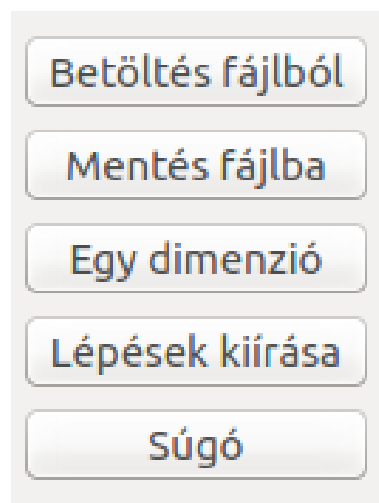 Betöltés fájlból
Mentés fájlba
Egy dimenzió
Lépések kiírása
Súgó